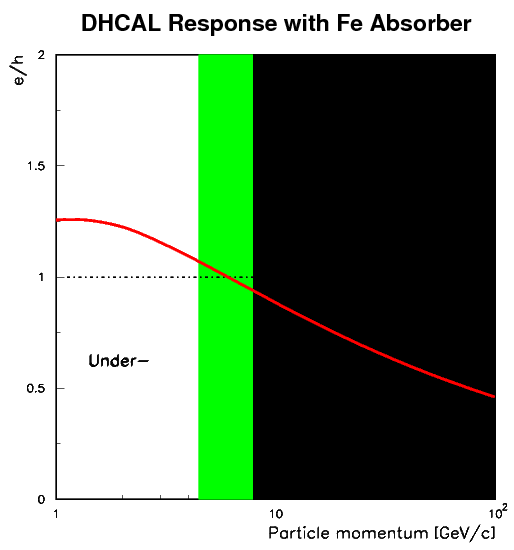 DHCAL Response with Fe Absorber
e/h
2
1.5
1
0.5
0
Under-
1
10
10²
Particle momentum [GeV/c]